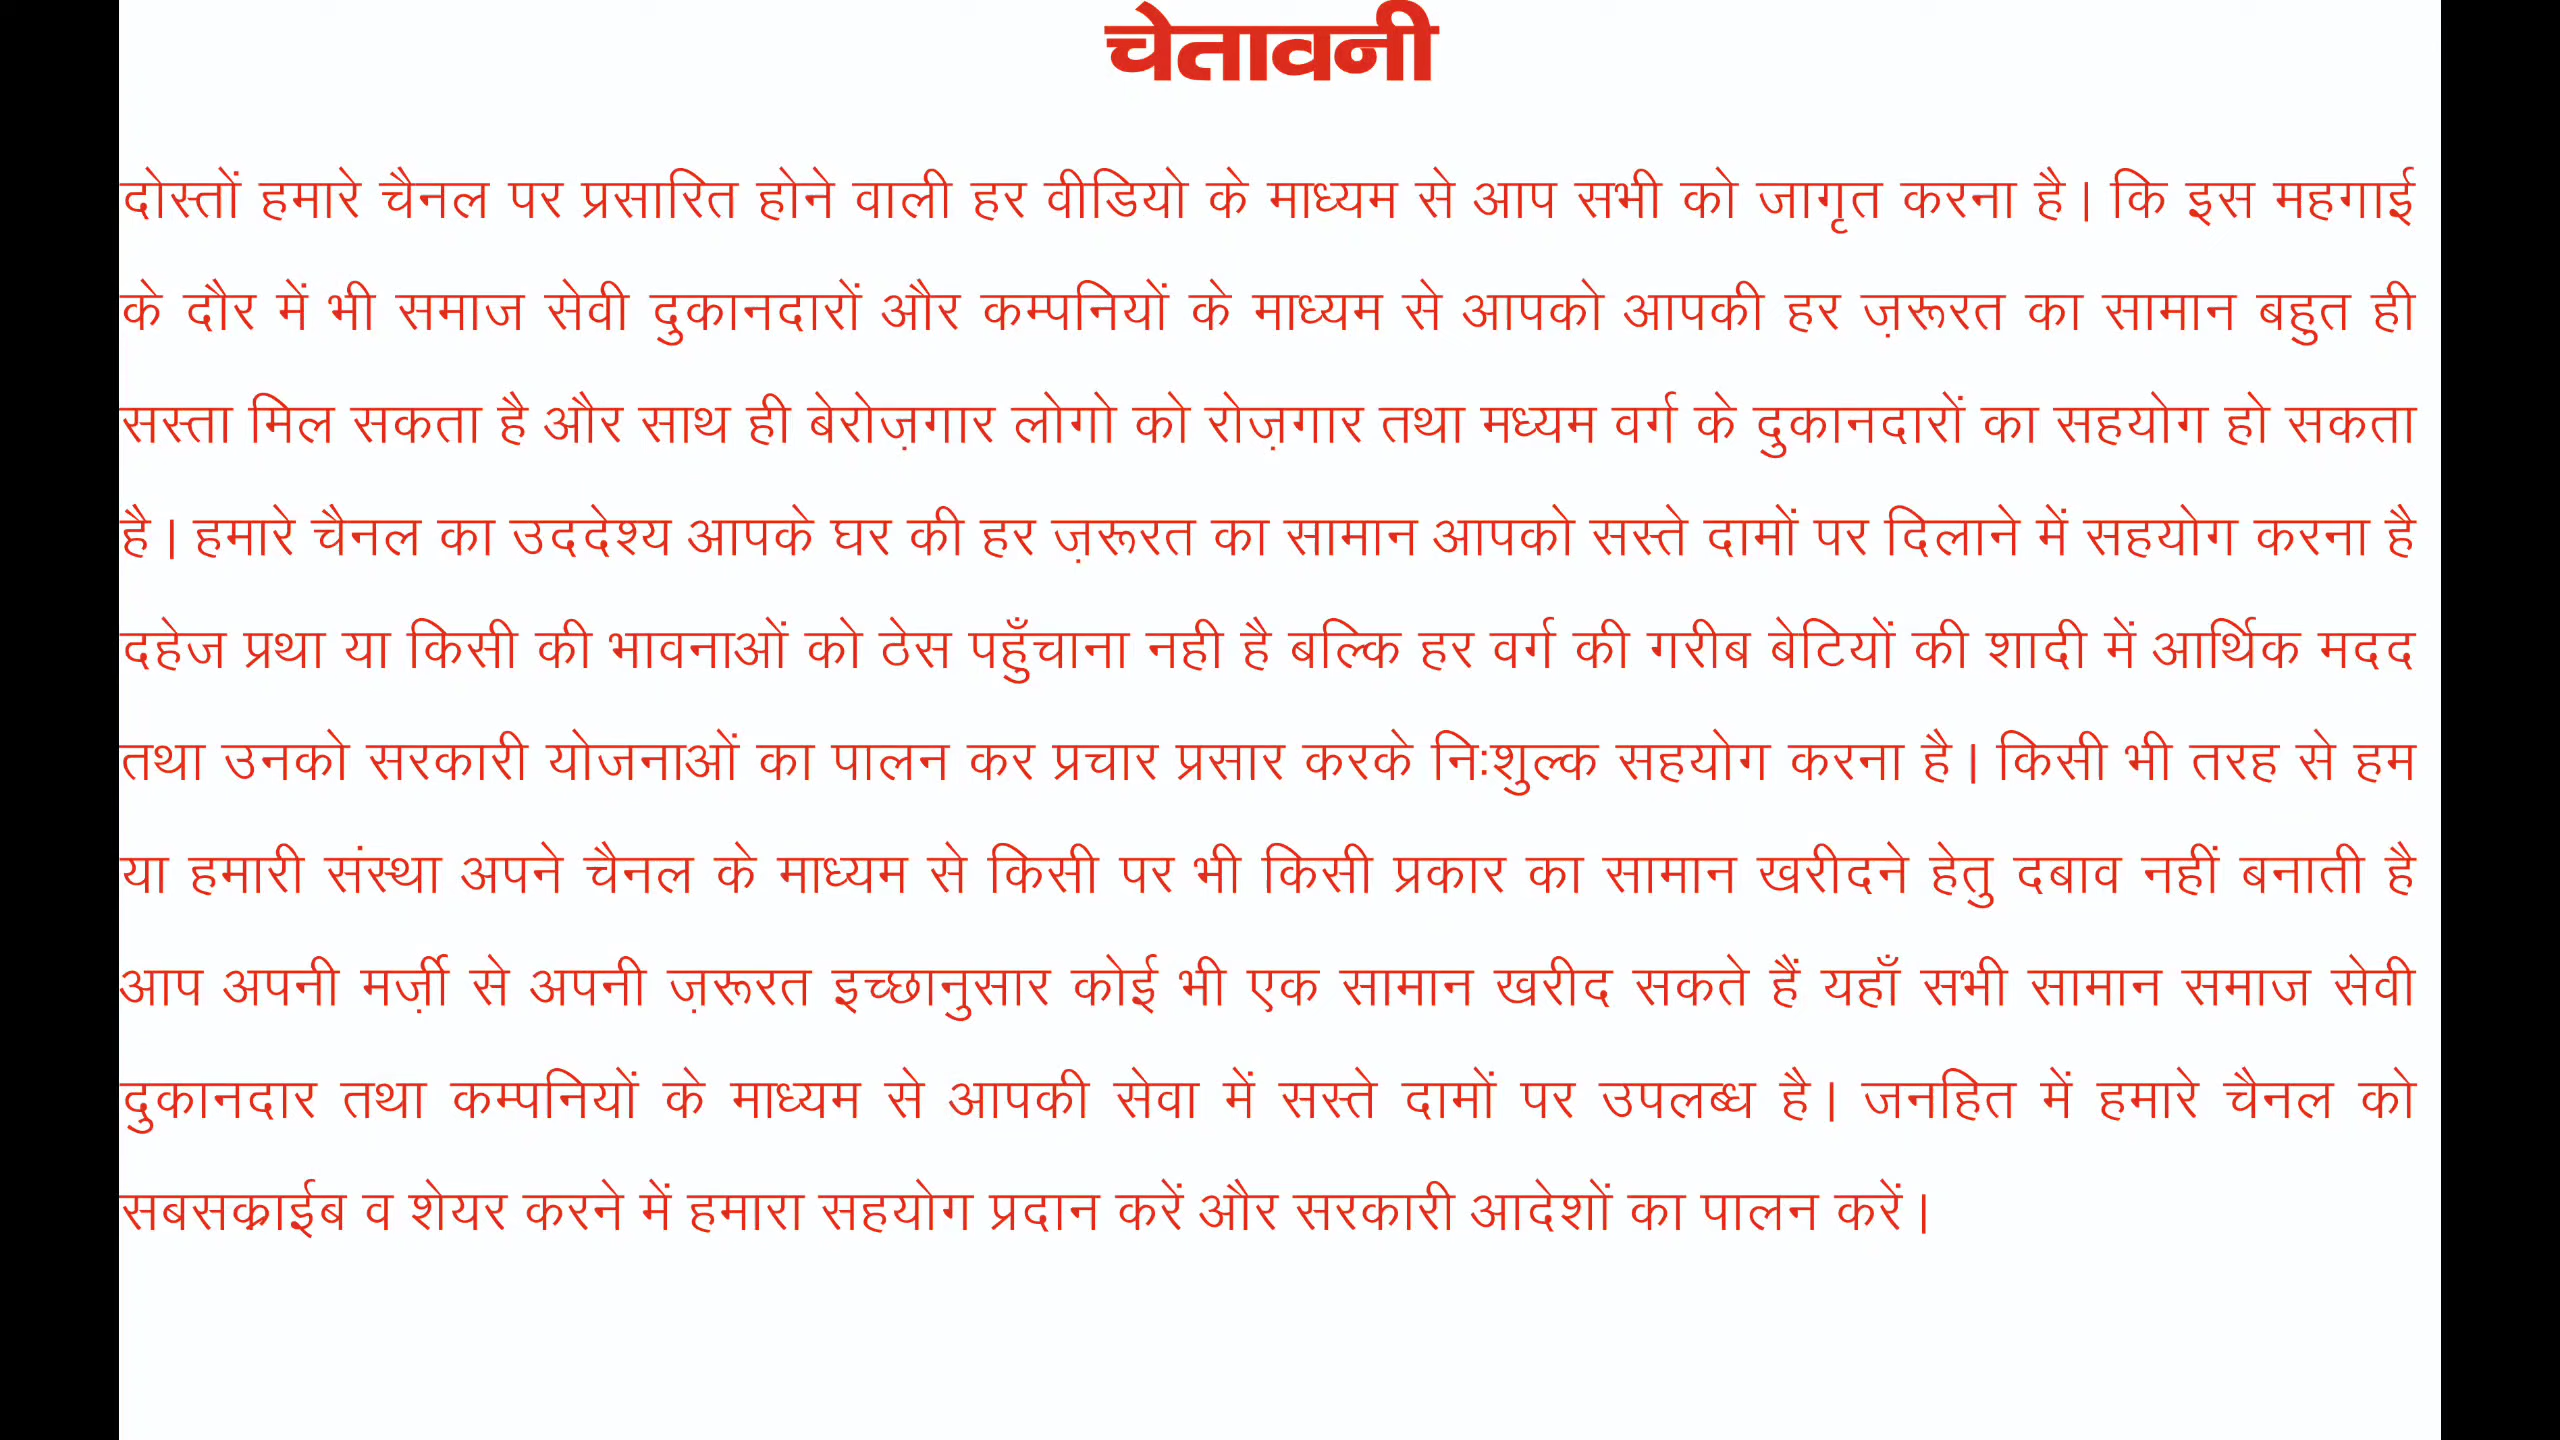 चेतावनी
दोस्तों हमारे चैनल पर प्रसारित होने वाली हर वीडियो के माध्यम से आप सभी को जागृत करना है। कि इस महगाई
के दौर में भी समाज सेवी दुकानदारों और कम्पनियों के माध्यम से आपको आपकी हर ज़रूरत का सामान बहुत ही
सस्ता मिल सकता है और साथ ही बेरोज़गार लोगो को रोज़गार तथा मध्यम वर्ग के दुकानदारों का सहयोग हो सकता
है। हमारे चैनल का उददेश्य आपके घर की हर ज़रूरत का सामान आपको सस्ते दामों पर दिलाने में सहयोग करना है
दहेज प्रथा या किसी की भावनाओं को ठेस पहुँचाना नही है बल्कि हर वर्ग की गरीब बेटियों की शादी में आर्थिक मदद
तथा उनको सरकारी योजनाओं का पालन कर प्रचार प्रसार करके निःशुल्क सहयोग करना है। किसी भी तरह से हम
या हमारी संस्था अपने चैनल के माध्यम से किसी पर भी किसी प्रकार का सामान खरीदने हेतु दबाव नहीं बनाती है
आप अपनी मर्ज़ी से अपनी ज़रूरत इच्छानुसार कोई भी एक सामान खरीद सकते हैं यहाँ सभी सामान समाज सेवी
दुकानदार तथा कम्पनियों के माध्यम से आपकी सेवा में सस्ते दामों पर उपलब्ध है। जनहित में हमारे चैनल को
सबसक्राईब व शेयर करने में हमारा सहयोग प्रदान करें और सरकारी आदेशों का पालन करें।